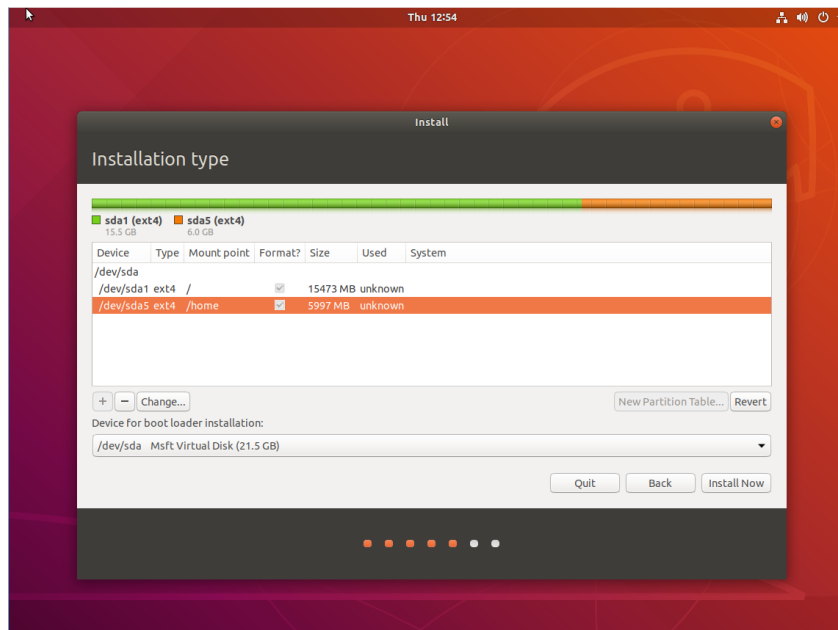 Thu 12:54
Install
Installation type
sda1 (ext4) sda5 (ext4)
15.5 GB 6.0 GB
Device Type Mount point Format? Size Used System
/dev/sda
/dev/sda1 ext4 / 15473 MB unknown
/dev/sda5 ext4 /home 5997 MB unknown
+ − Change... New Partition Table... Revert
Device for boot loader installation:
/dev/sda Msft Virtual Disk (21.5 GB)
Quit Back Install Now